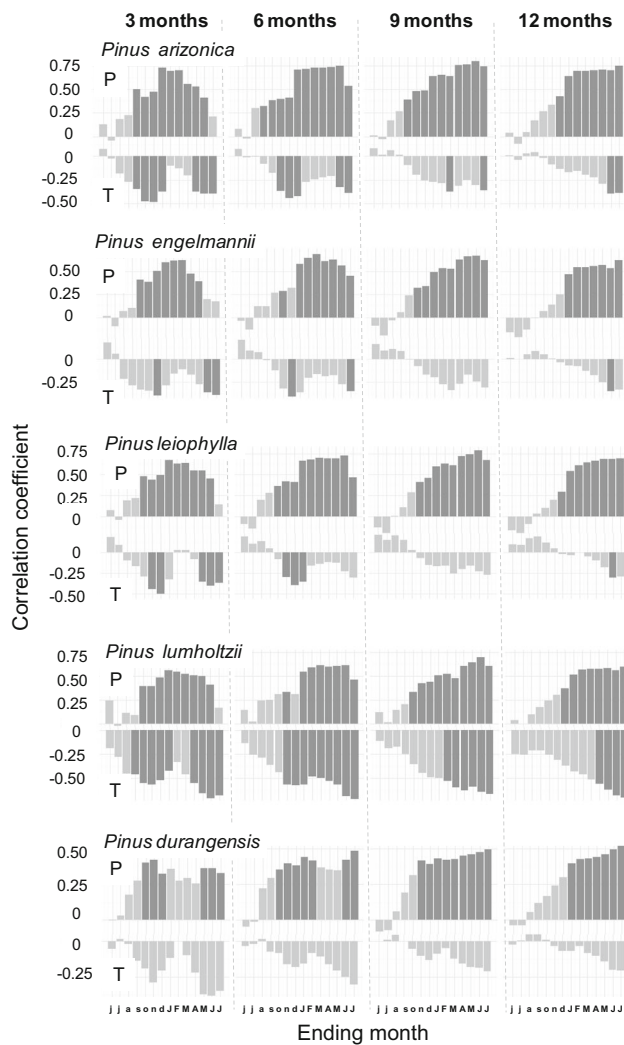 3 months 6 months 9 months 12 months
Pinus arizonica
0.75
P
0.50
0.25
0
0
-0.25
T
-0.50
Pinus engelmannii
P
0.50
0.25
0
0
-0.25
T
Pinus leiophylla
0.75
P
0.50
0.25
0
0
-0.25
T
-0.50
Pinus lumholtzii
0.75
P
0.50
0.25
0
0
-0.25
-0.50
T
Pinus durangensis
0.50
P
0.25
0
0
-0.25
T
Correlation coefficient
j j a s o n d J F M A M J J j j a s o n d J F M A M J J j j a s o n d J F M A M J J j j a s o n d J F M A M J J
Ending month